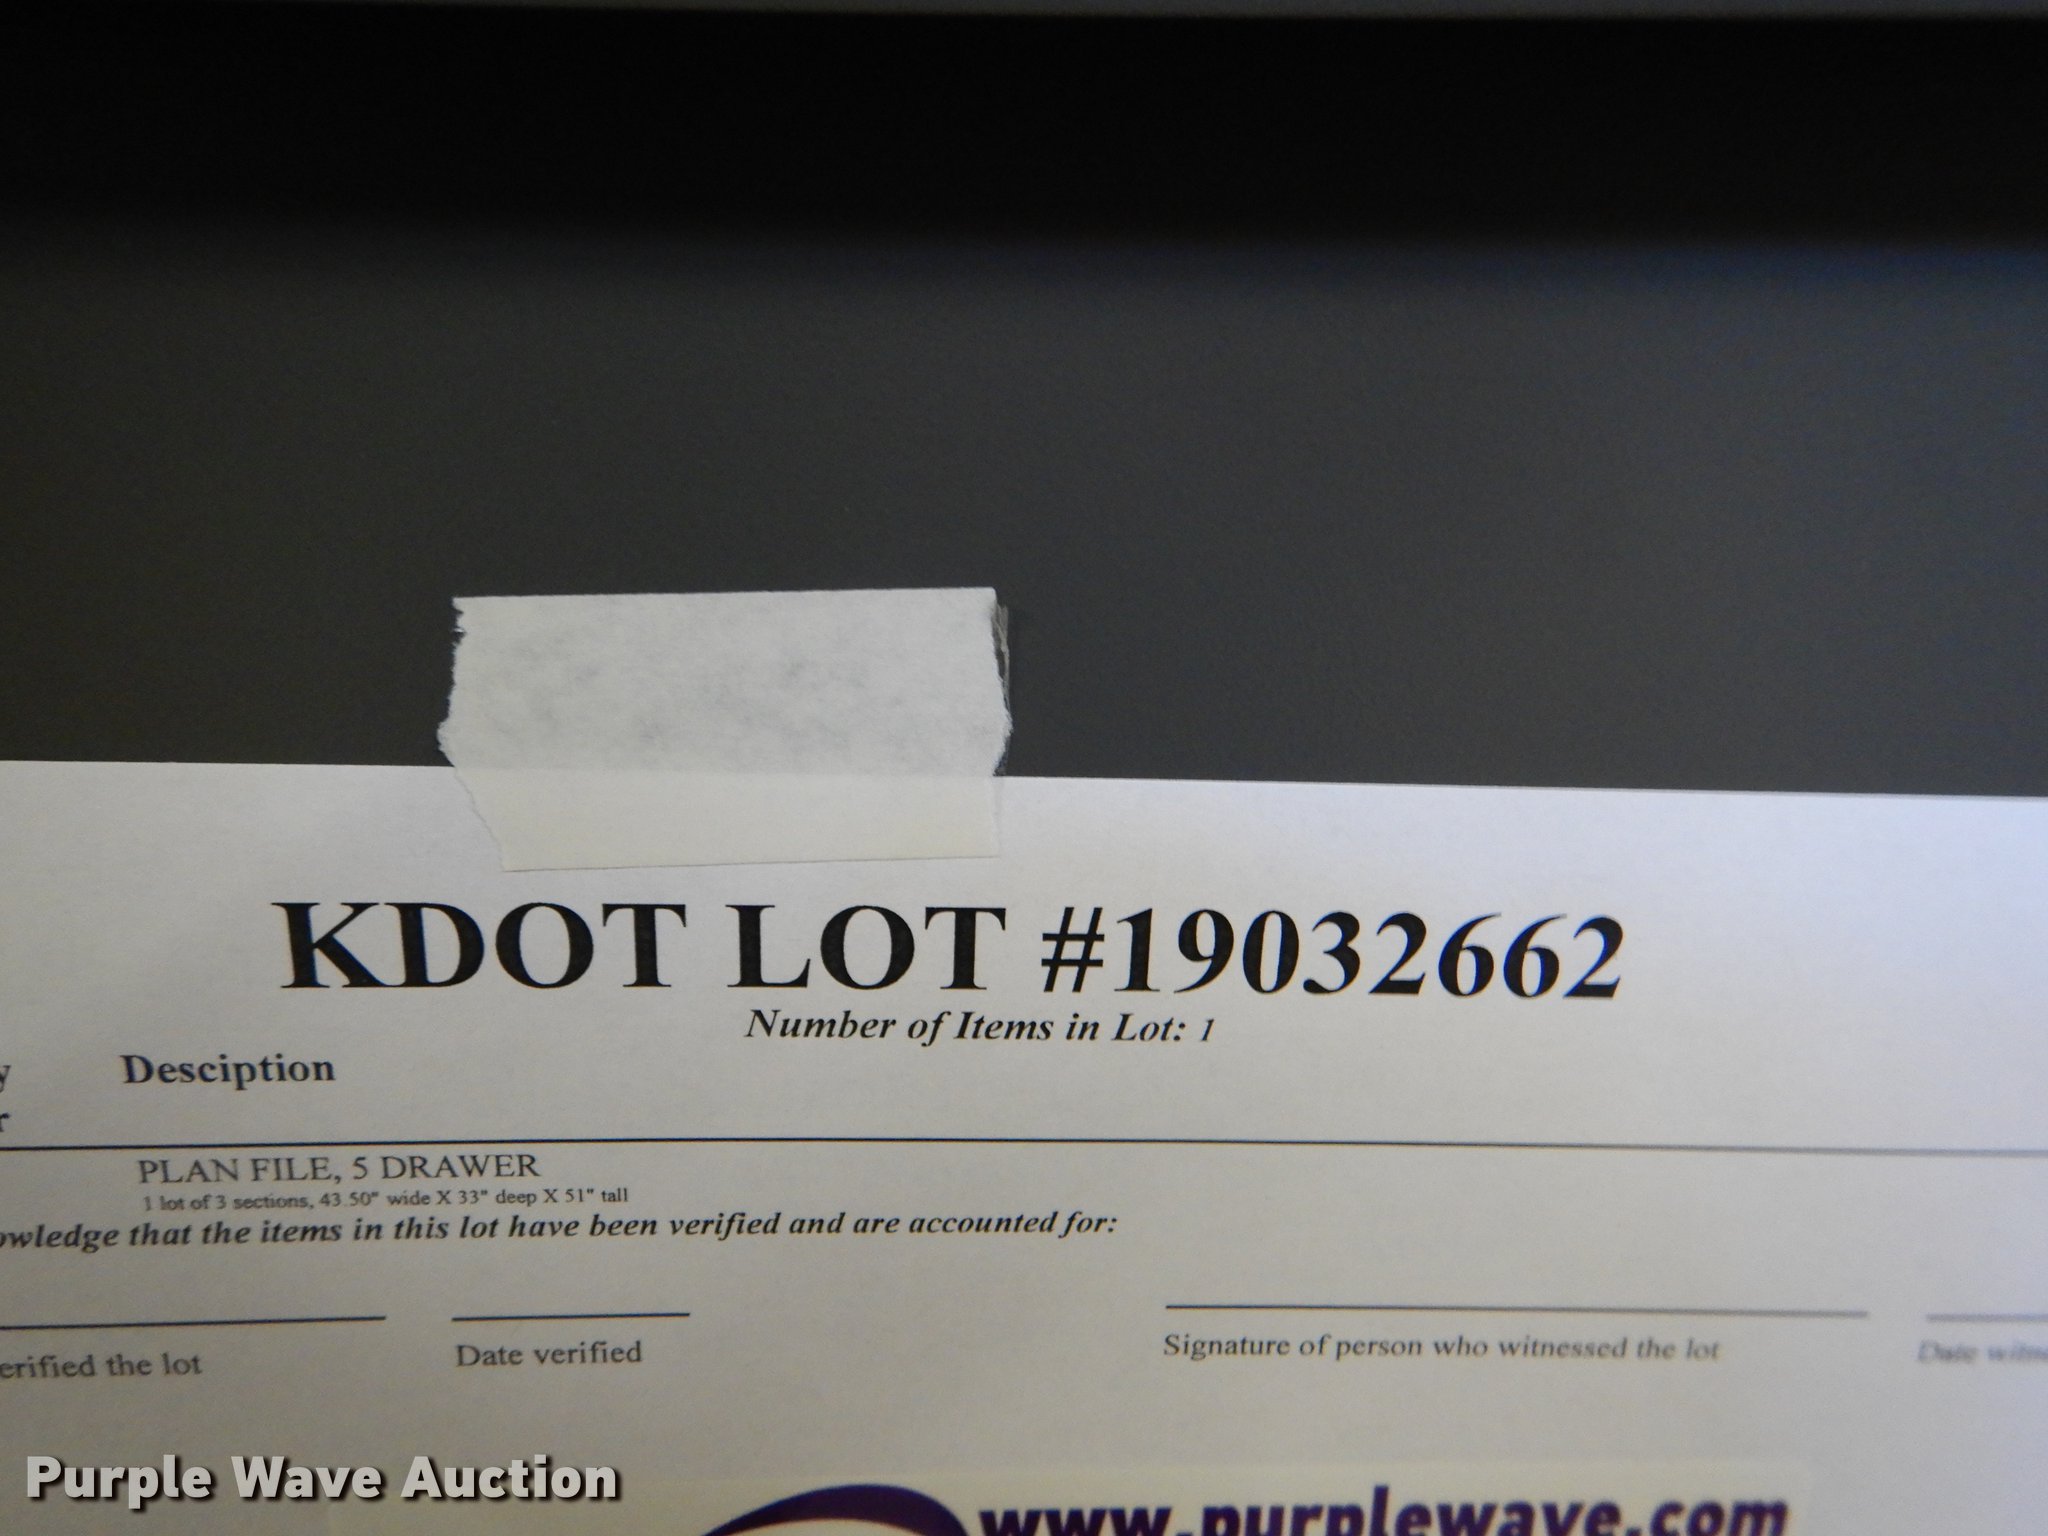 KDOT LOT #19032662
Number of Items in Lot: 1
Desciption
PLAN FILE, 5 DRAWER
1 lot of 3 sections, 43.50" wide X 33" deep X 51" tall
owledge that the items in this lot have been verified and are accounted for:
erified the lot Date verified Signature of person who witnessed the lot Date witn
Purple Wave Auction
www.purplewave.com